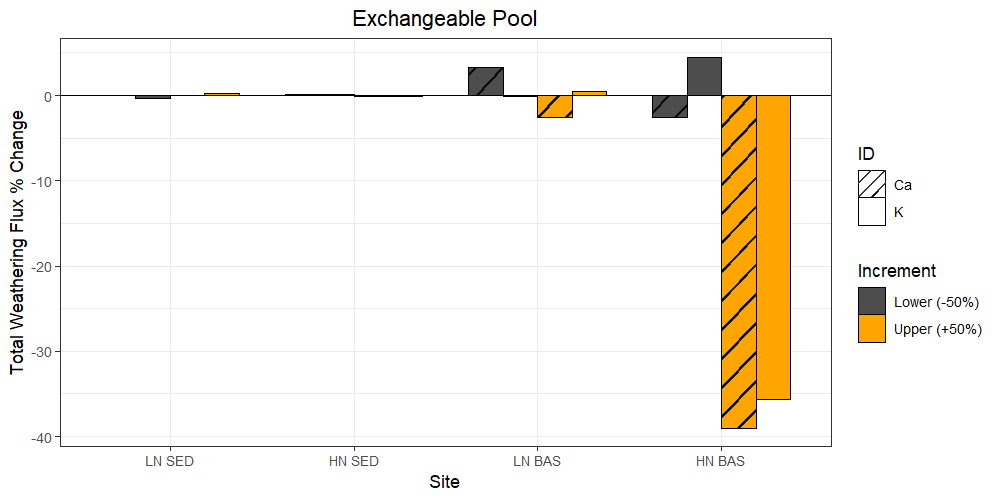 Exchangeable Pool
Total Weathering Flux % Change
0
-10
-20
-30
-40
LN SED
HN SED
LN BAS
HN BAS
Site
ID
Ca
K
Increment
Lower (-50%)
Upper (+50%)